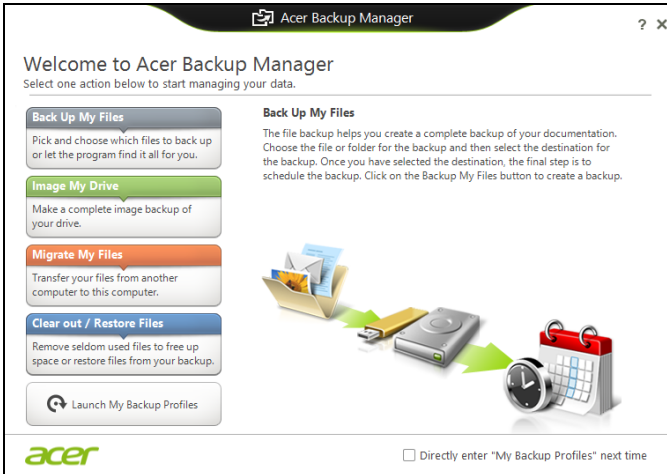 Acer Backup Manager
? X
Welcome to Acer Backup Manager
Select one action below to start managing your data.
Back Up My Files
Pick and choose which files to back up
or let the program find it all for you.
Image My Drive
Make a complete image backup of
your drive.
Migrate My Files
Transfer your files from another
computer to this computer.
Clear out / Restore Files
Remove seldom used files to free up
space or restore files from your backup.
Launch My Backup Profiles
Back Up My Files
The file backup helps you create a complete backup of your documentation.
Choose the file or folder for the backup and then select the destination for
the backup. Once you have selected the destination, the final step is to
schedule the backup. Click on the Backup My Files button to create a backup.
acer
Directly enter "My Backup Profiles" next time